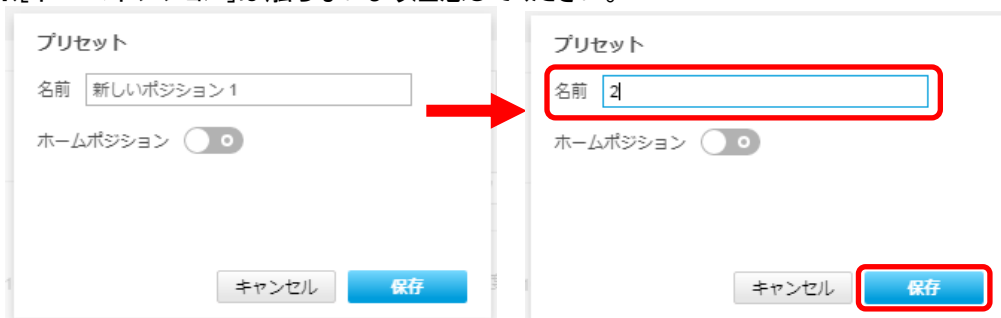 プリセット
名前 新しいポジション 1
ホームポジション
キャンセル 保存
プリセット
名前 2
ホームポジション
キャンセル 保存